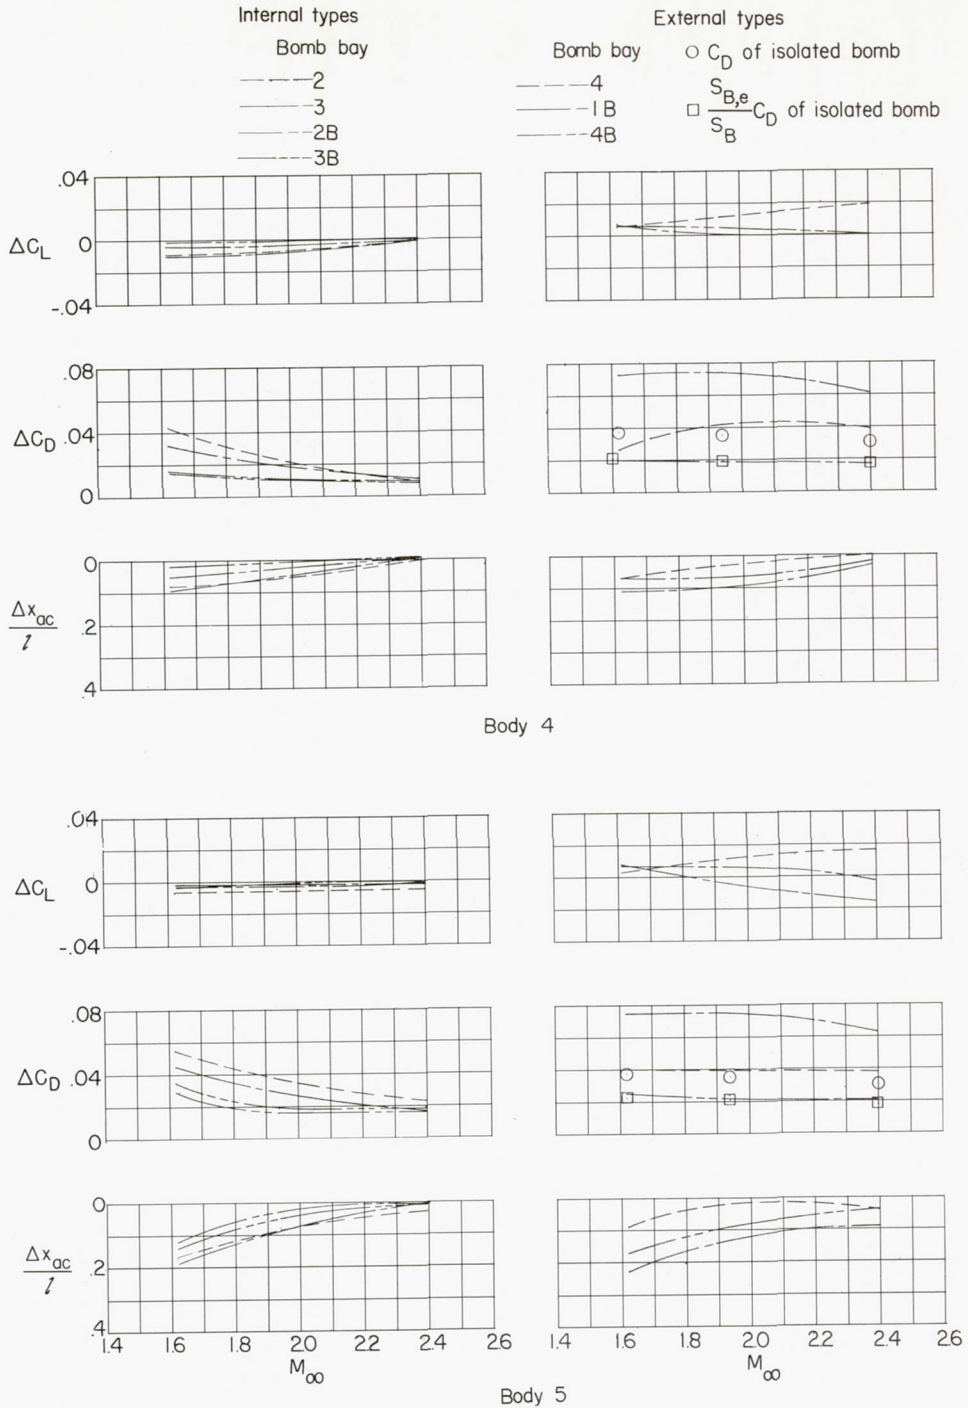 Internal types
Bomb bay
2
3
2B
3B
External types
Bomb bay
4
1B
4B
○ C_D of isolated bomb
□ S_B,e/S_B C_D of isolated bomb
.04
ΔC_L 0
-.04
.08
ΔC_D .04
0
0
Δx_ac/l .2
.4
Body 4
.04
ΔC_L 0
-.04
.08
ΔC_D .04
0
0
Δx_ac/l .2
.4
1.4 1.6 1.8 2.0 2.2 2.4 2.6
M∞
1.4 1.6 1.8 2.0 2.2 2.4 2.6
M∞
Body 5